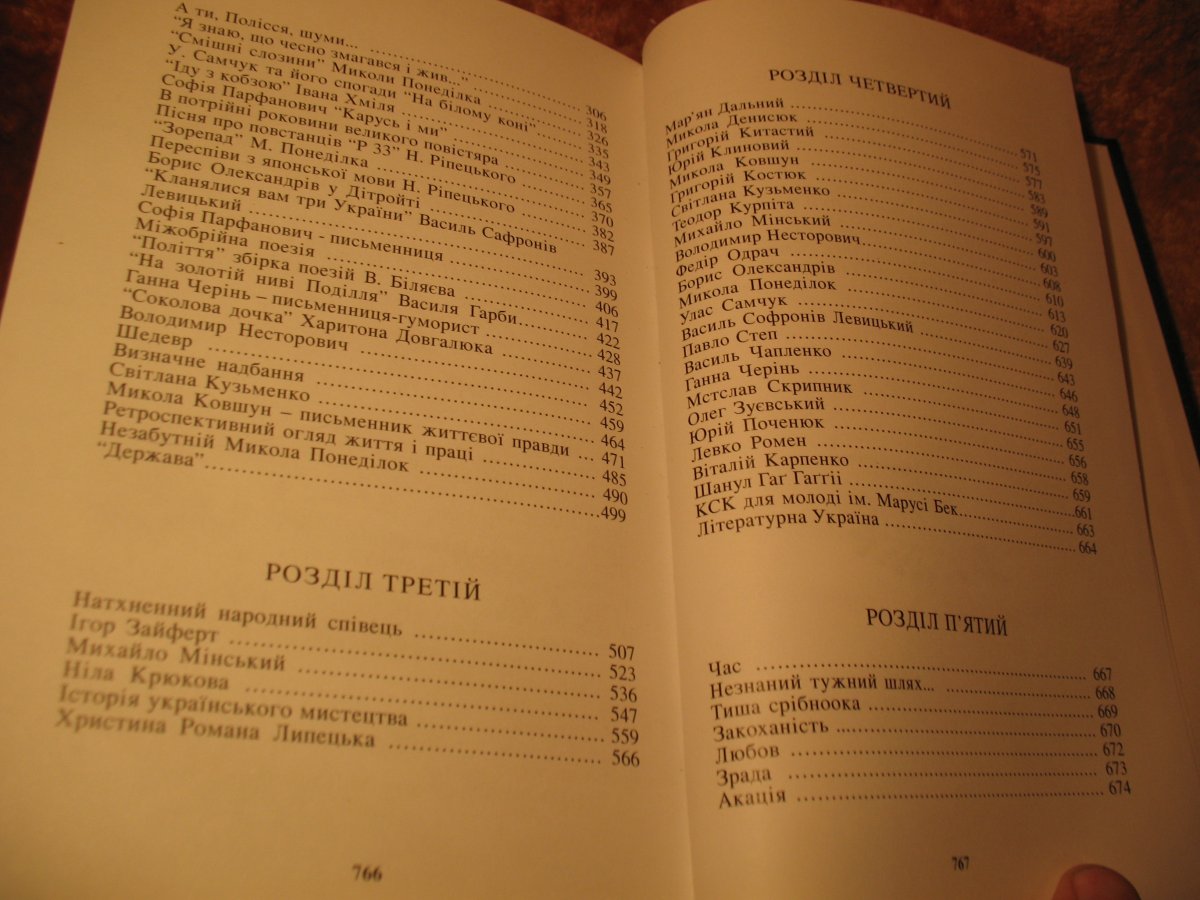 А ти, Полісся, шуми... ........ 306
“Я знаю, що чесно змагався і жив...” ........ 318
“Смішні слозини” Миколи Понеділка ........ 326
У. Самчук та його спогади “На білому коні” ........ 335
“Іду з кобзою” Івана Хміля ........ 343
Софія Парфанович “Карусь і ми” ........ 349
В потрійні роковини великого повістяра ........ 357
Пісня про повстанців “Р 33” Н. Ріпецького ........ 365
“Зорепад” М. Понеділка ........ 370
Переспіви з японської мови Н. Ріпецького ........ 382
Борис Олександрів у Дітройті ........ 387
“Кланялися вам три України” Василь Сафронів
Левицький ........ 393
Софія Парфанович - письменниця ........ 399
Міжобрійна поезія ........ 406
“Політтія” збірка поезій В. Біляєва ........ 417
“На золотій ниві Поділля” Василя Гарби ........ 422
Ганна Черінь – письменниця-гуморист ........ 428
“Соколова дочка” Харитона Довгалюка ........ 437
Володимир Несторович ........ 442
Шедевр ........ 452
Визначне надбання ........ 459
Світлана Кузьменко ........ 464
Микола Ковшун – письменник життєвої правди ... 471
Ретроспективний огляд життя і праці ........ 485
Незабутній Микола Понеділок ........ 490
“Держава” ........ 499
РОЗДІЛ ТРЕТІЙ
Натхненний народний співець ........ 507
Ігор Зайферт ........ 523
Михайло Мінський ........ 536
Ніла Крюкова ........ 547
Історія українського мистецтва ........ 559
Христина Романа Липецька ........ 566
766
РОЗДІЛ ЧЕТВЕРТИЙ
Мар’ян Дальний ........ 571
Микола Денисюк ........ 575
Григорій Китастий ........ 577
Юрій Клиновий ........ 583
Микола Ковшун ........ 589
Григорій Костюк ........ 591
Світлана Кузьменко ........ 597
Теодор Курпіта ........ 600
Михайло Мінський ........ 603
Володимир Несторович ........ 608
Федір Одрач ........ 610
Борис Олександрів ........ 613
Микола Понеділок ........ 620
Улас Самчук ........ 627
Василь Софронів Левицький ........ 639
Павло Степ ........ 643
Василь Чапленко ........ 646
Ганна Черінь ........ 648
Мстслав Скрипник ........ 651
Олег Зуєвський ........ 655
Юрій Поченюк ........ 656
Левко Ромен ........ 658
Віталій Карпенко ........ 659
Шанул Гаґ Гаґґіі ........ 661
КСК для молоді ім. Марусі Бек ........ 663
Літературна Україна ........ 664
РОЗДІЛ П’ЯТИЙ
Час ........ 667
Незнаний тужний шлях... ........ 668
Тиша срібноока ........ 669
Закоханість ........ 670
Любов ........ 672
Зрада ........ 673
Акація ........ 674
767